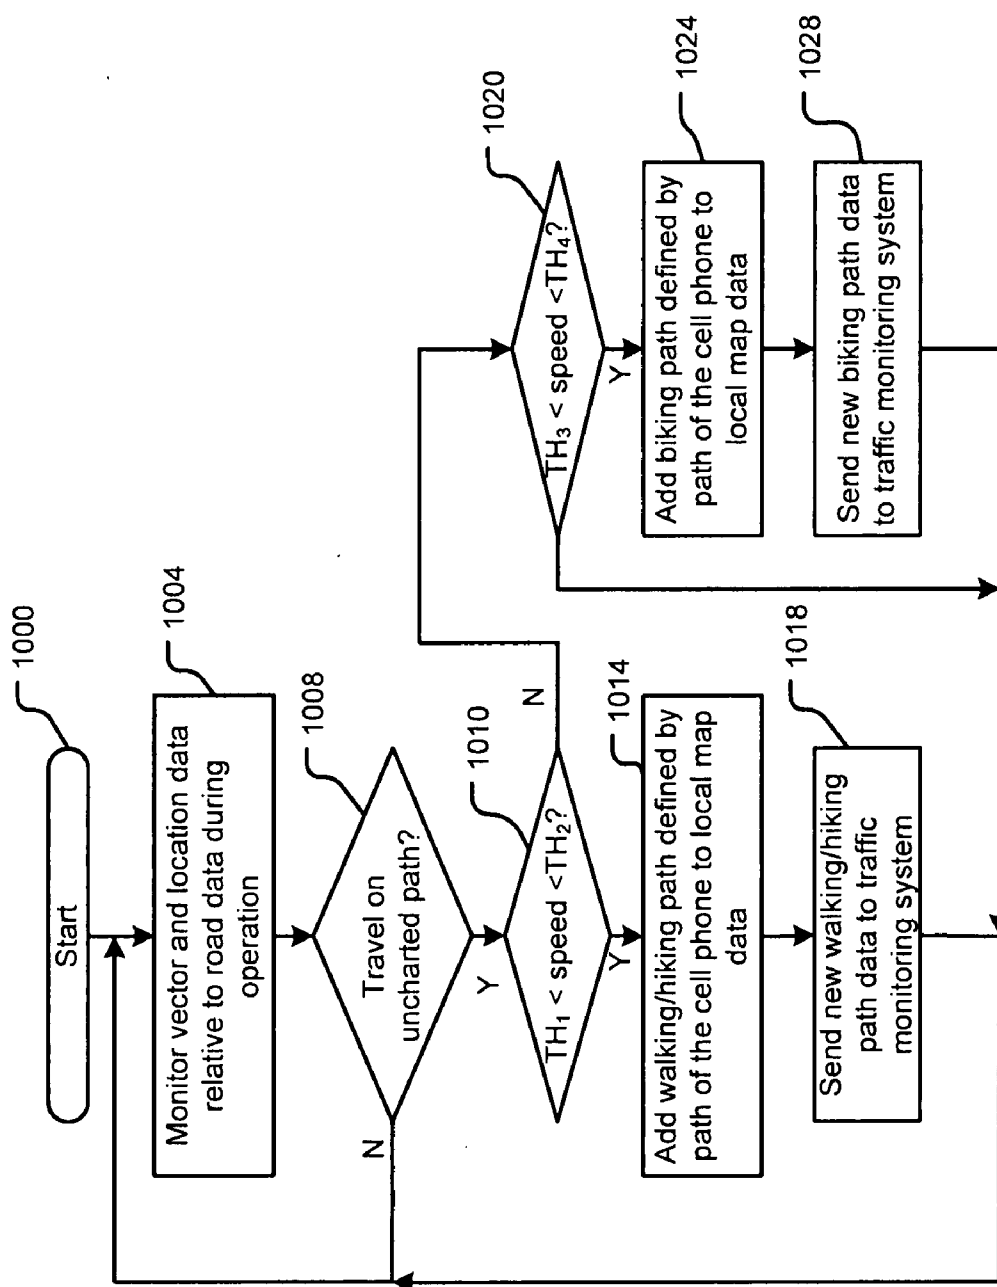 Start
1000
Monitor vector and location data
relative to road data during
operation
1004
Travel on
uncharted path?
1008
N
Y
TH₁ < speed <TH₂?
1010
N
Y
Add walking/hiking path defined by
path of the cell phone to local map
data
1014
Send new walking/hiking
path data to traffic
monitoring system
1018
TH₃ < speed <TH₄?
1020
Y
Add biking path defined by
path of the cell phone to
local map data
1024
Send new biking path data
to traffic monitoring system
1028